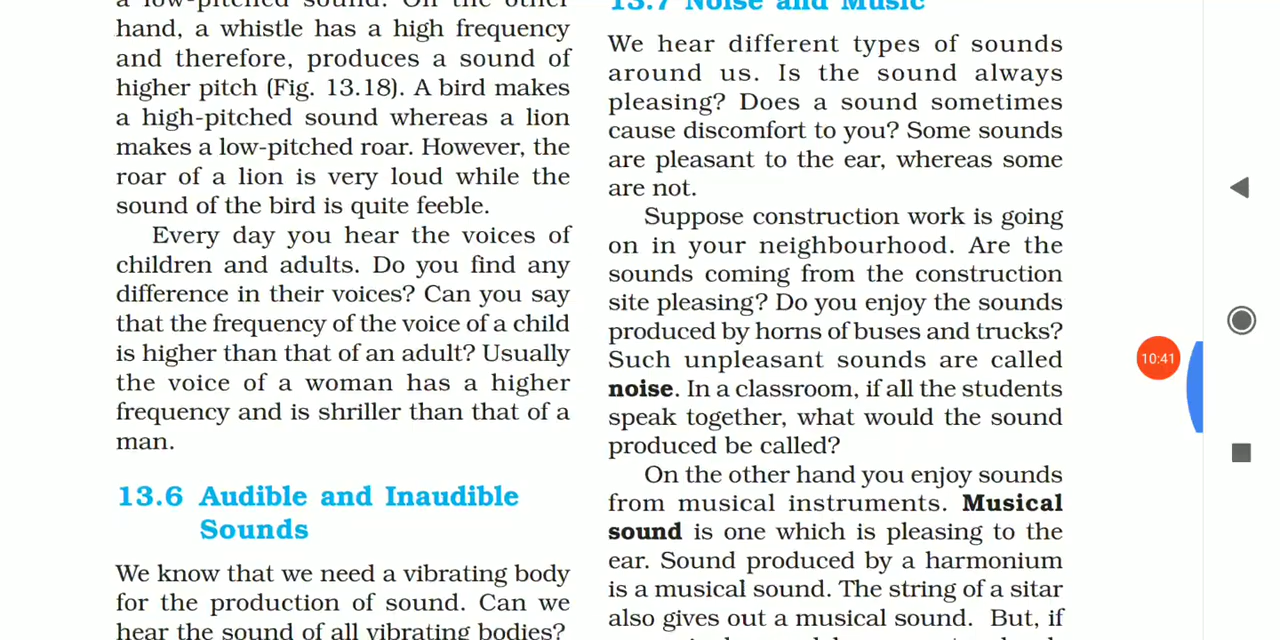 a low-pitched sound. On the other
hand, a whistle has a high frequency
and therefore, produces a sound of
higher pitch (Fig. 13.18). A bird makes
a high-pitched sound whereas a lion
makes a low-pitched roar. However, the
roar of a lion is very loud while the
sound of the bird is quite feeble.
Every day you hear the voices of
children and adults. Do you find any
difference in their voices? Can you say
that the frequency of the voice of a child
is higher than that of an adult? Usually
the voice of a woman has a higher
frequency and is shriller than that of a
man.
13.6 Audible and Inaudible
Sounds
We know that we need a vibrating body
for the production of sound. Can we
hear the sound of all vibrating bodies?
13.7 Noise and Music
We hear different types of sounds
around us. Is the sound always
pleasing? Does a sound sometimes
cause discomfort to you? Some sounds
are pleasant to the ear, whereas some
are not.
Suppose construction work is going
on in your neighbourhood. Are the
sounds coming from the construction
site pleasing? Do you enjoy the sounds
produced by horns of buses and trucks?
Such unpleasant sounds are called
noise. In a classroom, if all the students
speak together, what would the sound
produced be called?
On the other hand you enjoy sounds
from musical instruments. Musical
sound is one which is pleasing to the
ear. Sound produced by a harmonium
is a musical sound. The string of a sitar
also gives out a musical sound. But, if
10:41